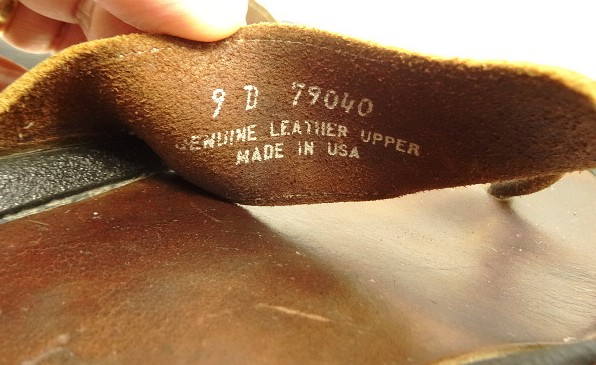 9 D 79040
GENUINE LEATHER UPPER
MADE IN USA